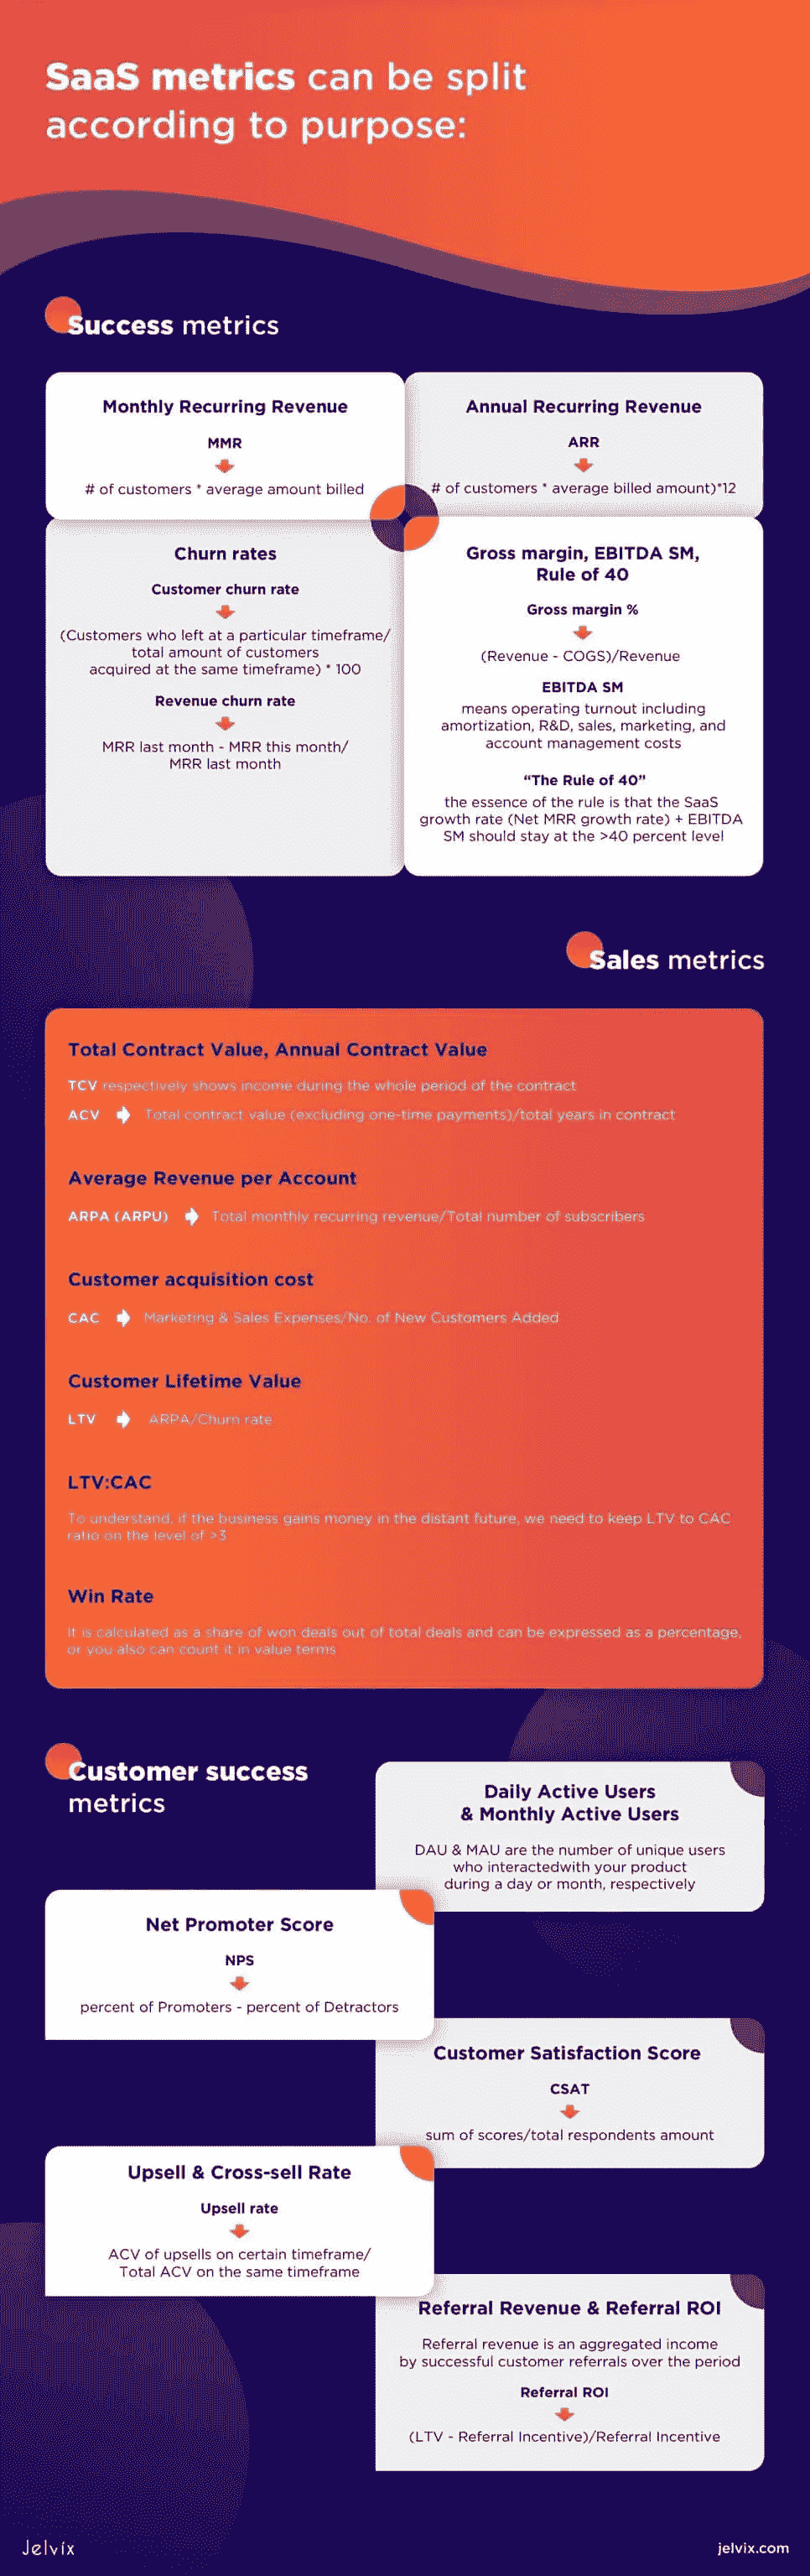 SaaS metrics can be split
according to purpose:
Success metrics
Monthly Recurring Revenue
MMR
# of customers * average amount billed
Annual Recurring Revenue
ARR
# of customers * average billed amount)*12
Churn rates
Customer churn rate
(Customers who left at a particular timeframe/
total amount of customers
acquired at the same timeframe) * 100
Revenue churn rate
MRR last month - MRR this month/
MRR last month
Gross margin, EBITDA SM,
Rule of 40
Gross margin %
(Revenue - COGS)/Revenue
EBITDA SM
means operating turnout including
amortization, R&D, sales, marketing, and
account management costs
“The Rule of 40”
the essence of the rule is that the SaaS
growth rate (Net MRR growth rate) + EBITDA
SM should stay at the >40 percent level
Sales metrics
Total Contract Value, Annual Contract Value
TCV respectively shows income during the whole period of the contract
ACV Total contract value (excluding one-time payments)/total years in contract
Average Revenue per Account
ARPA (ARPU) Total monthly recurring revenue/Total number of subscribers
Customer acquisition cost
CAC Marketing & Sales Expenses/No. of New Customers Added
Customer Lifetime Value
LTV ARPA/Churn rate
LTV:CAC
To understand, if the business gains money in the distant future, we need to keep LTV to CAC
ratio on the level of >3
Win Rate
It is calculated as a share of won deals out of total deals and can be expressed as a percentage,
or you also can count it in value terms
Customer success
metrics
Daily Active Users
& Monthly Active Users
DAU & MAU are the number of unique users
who interactedwith your product
during a day or month, respectively
Net Promoter Score
NPS
percent of Promoters - percent of Detractors
Customer Satisfaction Score
CSAT
sum of scores/total respondents amount
Upsell & Cross-sell Rate
Upsell rate
ACV of upsells on certain timeframe/
Total ACV on the same timeframe
Referral Revenue & Referral ROI
Referral revenue is an aggregated income
by successful customer referrals over the period
Referral ROI
(LTV - Referral Incentive)/Referral Incentive
Jelvix
jelvix.com